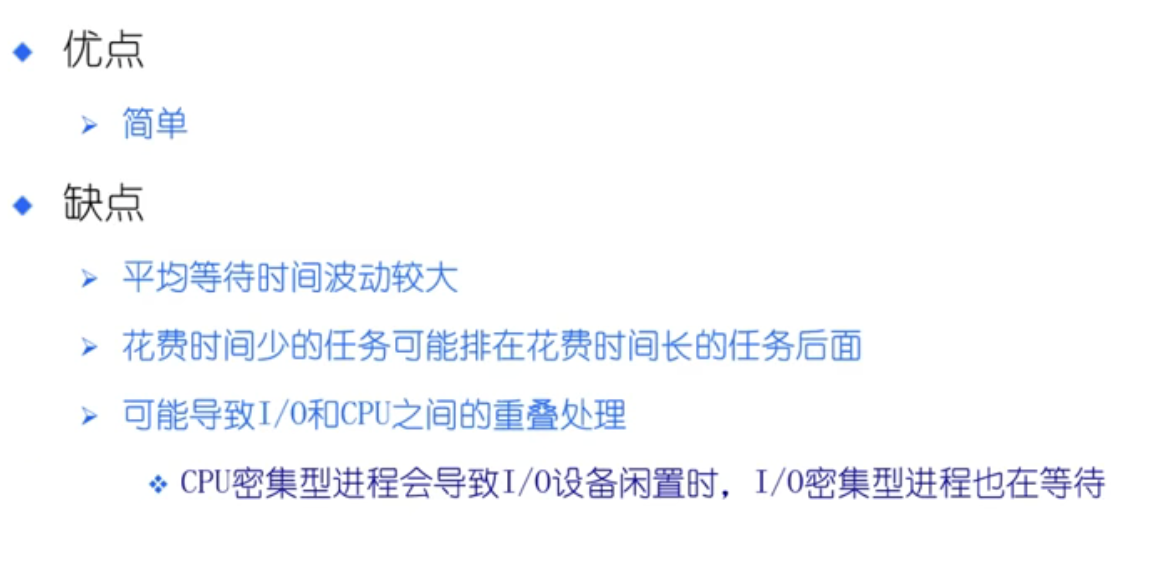 优点
简单
缺点
平均等待时间波动较大
花费时间少的任务可能排在花费时间长的任务后面
可能导致I/O和CPU之间的重叠处理
CPU密集型进程会导致I/O设备闲置时，I/O密集型进程也在等待